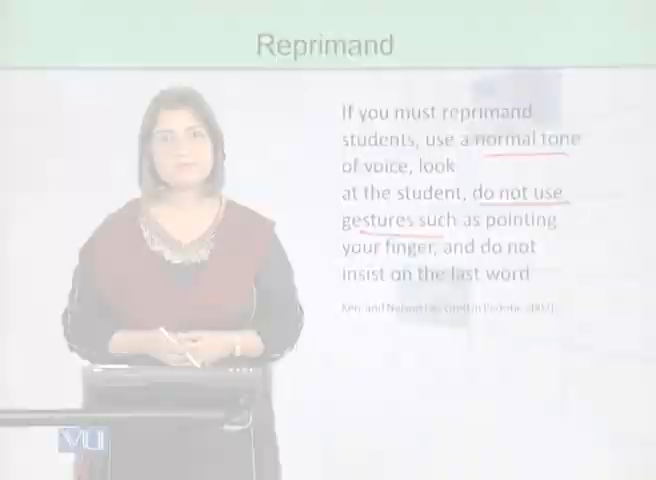 Reprimand
If you must reprimand
students, use a normal tone
of voice, look
at the student, do not use
gestures such as pointing
your finger, and do not
insist on the last word
VU